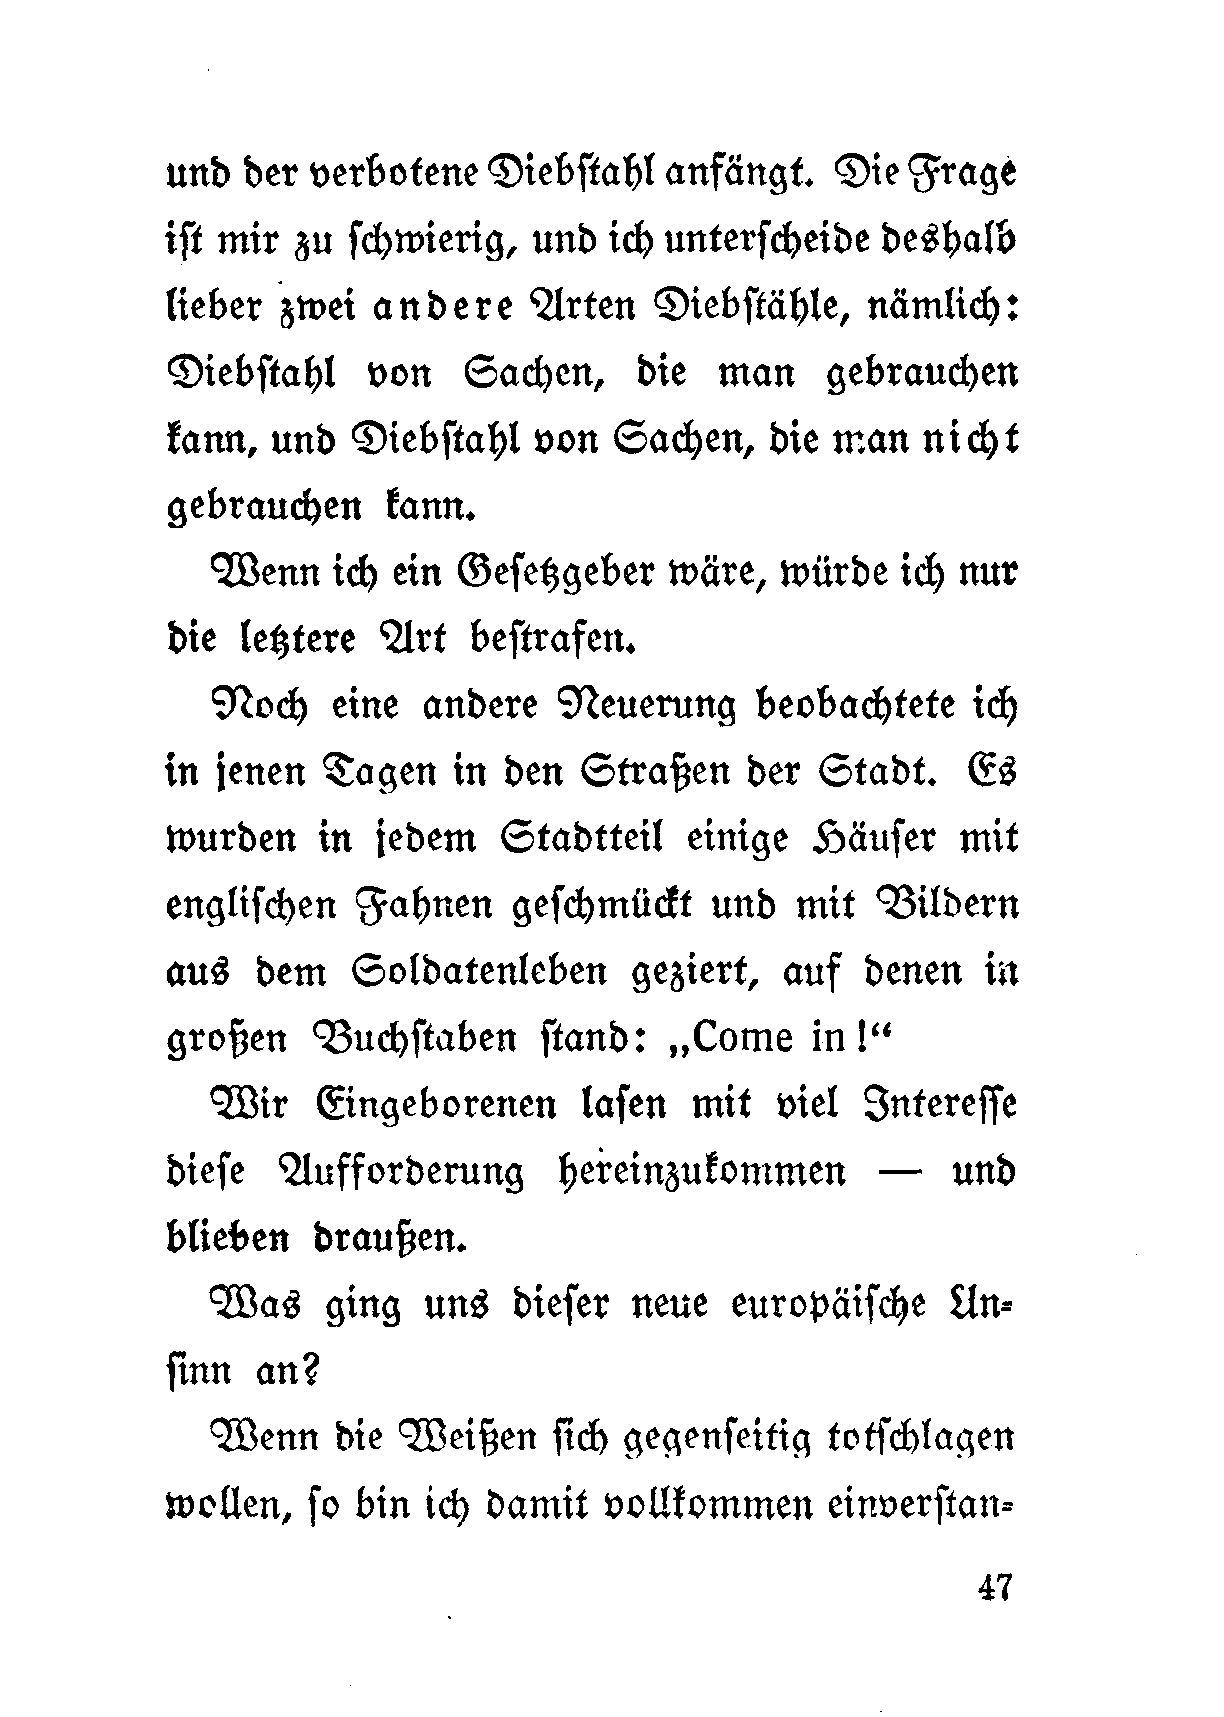 und der verbotene Diebstahl anfängt. Die Frage
ist mir zu schwierig, und ich unterscheide deshalb
lieber zwei andere Arten Diebstähle, nämlich:
Diebstahl von Sachen, die man gebrauchen
kann, und Diebstahl von Sachen, die man nicht
gebrauchen kann.
Wenn ich ein Gesetzgeber wäre, würde ich nur
die letztere Art bestrafen.
Noch eine andere Neuerung beobachtete ich
in jenen Tagen in den Straßen der Stadt. Es
wurden in jedem Stadtteil einige Häuser mit
englischen Fahnen geschmückt und mit Bildern
aus dem Soldatenleben geziert, auf denen in
großen Buchstaben stand: „Come in!“
Wir Eingeborenen lasen mit viel Interesse
diese Aufforderung hereinzukommen — und
blieben draußen.
Was ging uns dieser neue europäische Un-
sinn an?
Wenn die Weißen sich gegenseitig totschlagen
wollen, so bin ich damit vollkommen einverstan-
47